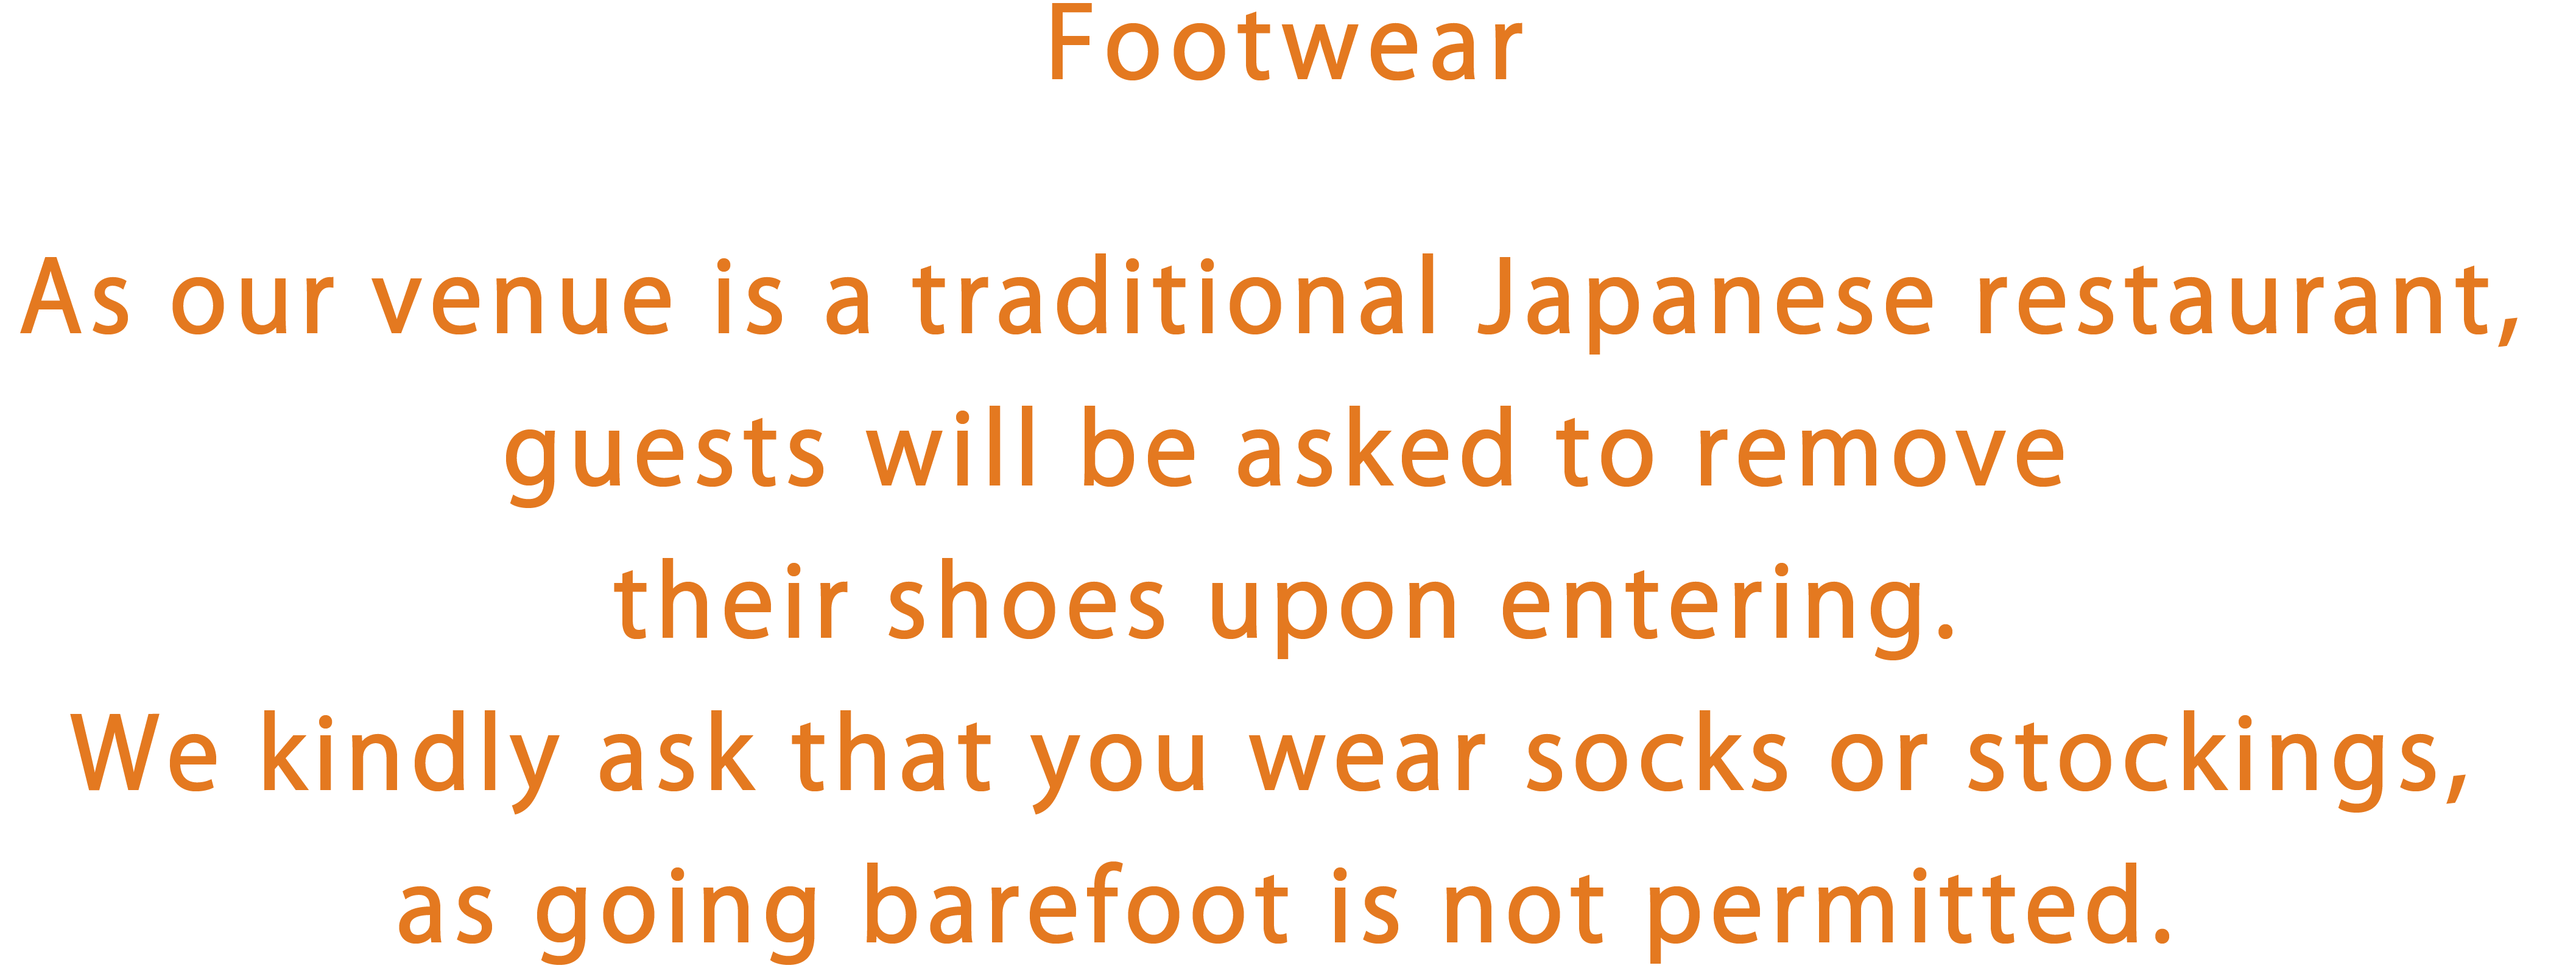 Footwear
As our venue is a traditional Japanese restaurant,
guests will be asked to remove
their shoes upon entering.
We kindly ask that you wear socks or stockings,
as going barefoot is not permitted.